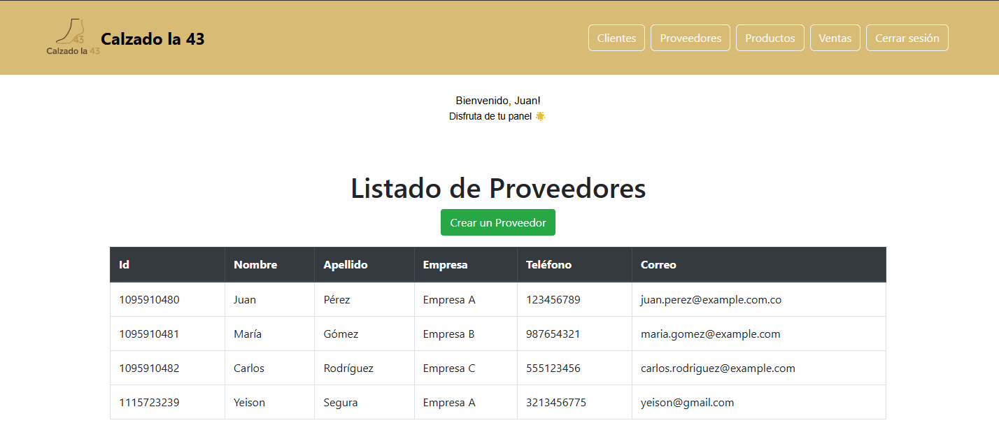 43
Calzado la 43
Calzado la 43
Clientes Proveedores Productos Ventas Cerrar sesión
Bienvenido, Juan!
Disfruta de tu panel 🌟
Listado de Proveedores
Crear un Proveedor
Id Nombre Apellido Empresa Teléfono Correo
1095910480 Juan Pérez Empresa A 123456789 juan.perez@example.com.co
1095910481 María Gómez Empresa B 987654321 maria.gomez@example.com
1095910482 Carlos Rodríguez Empresa C 555123456 carlos.rodriguez@example.com
1115723239 Yeison Segura Empresa A 3213456775 yeison@gmail.com